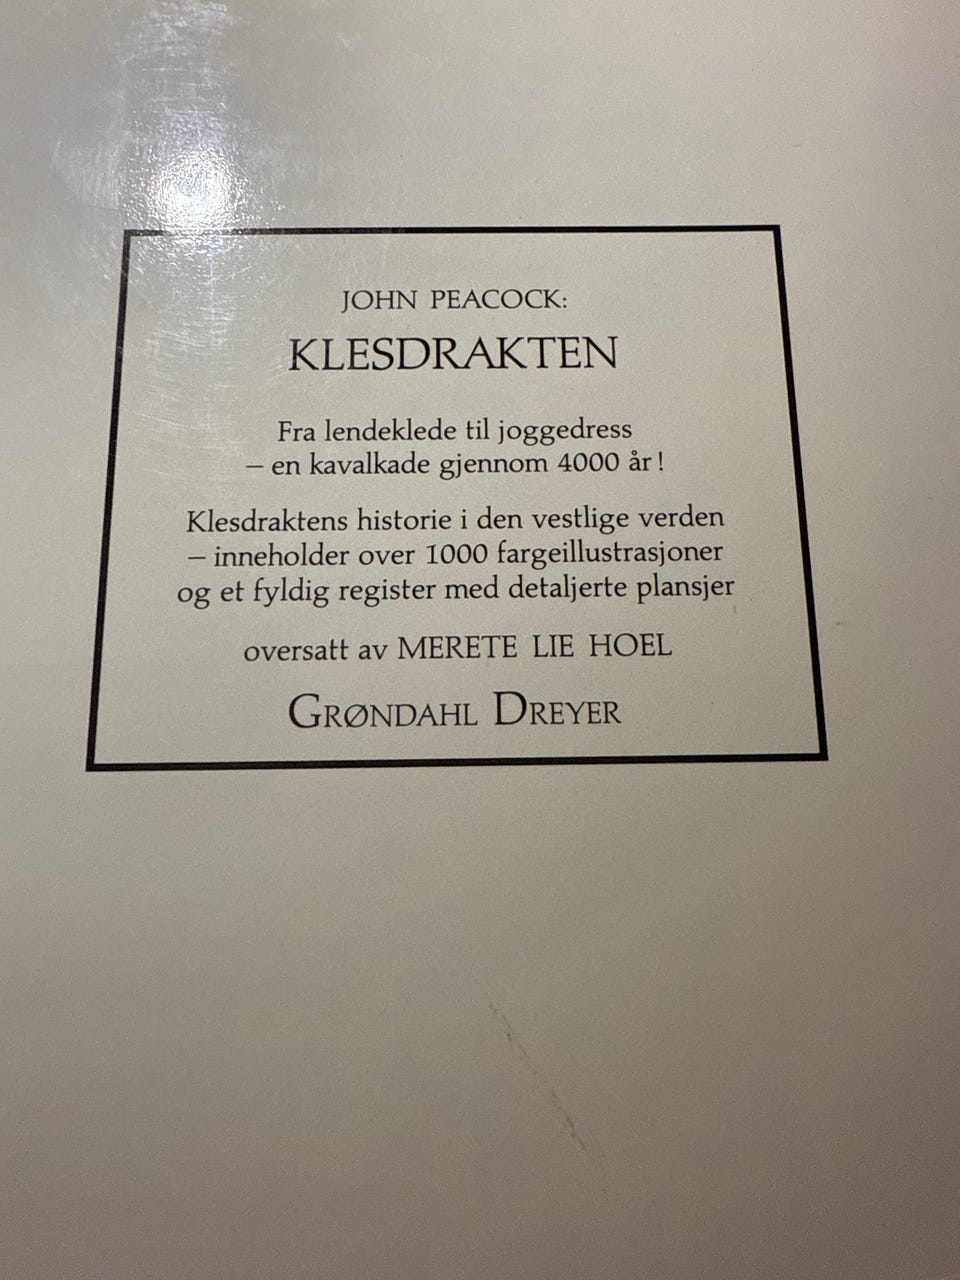 JOHN PEACOCK:
KLESDRAKTEN
Fra lendeklede til joggedress
– en kavalkade gjennom 4000 år!
Klesdraktens historie i den vestlige verden
– inneholder over 1000 fargeillustrasjoner
og et fyldig register med detaljerte plansjer
oversatt av MERETE LIE HOEL
GRØNDAHL DREYER